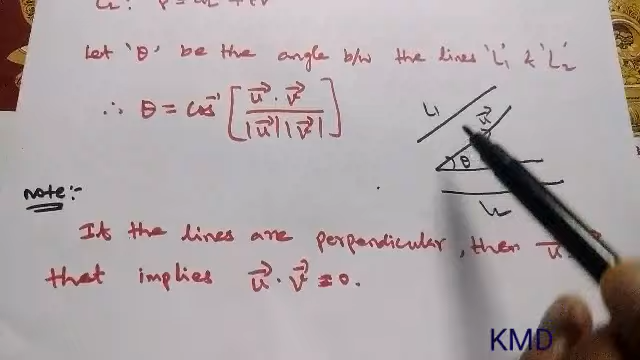 Let 'θ' be the angle b/w the lines 'L₁' & 'L₂'
∴ θ = cos⁻¹ [ u⃗ · v⃗ / |u⃗| |v⃗| ]
L₁
u⃗
θ
L₂
note:-
If the lines are perpendicular, then u⃗
that implies u⃗ · v⃗ = 0.
KMD